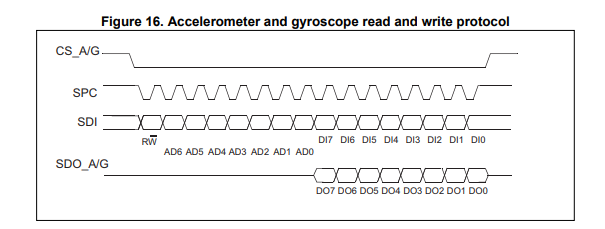 Figure 16. Accelerometer and gyroscope read and write protocol
CS_A/G
SPC
SDI
RW DI7 DI6 DI5 DI4 DI3 DI2 DI1 DI0
AD6 AD5 AD4 AD3 AD2 AD1 AD0
SDO_A/G
DO7 DO6 DO5 DO4 DO3 DO2 DO1 DO0